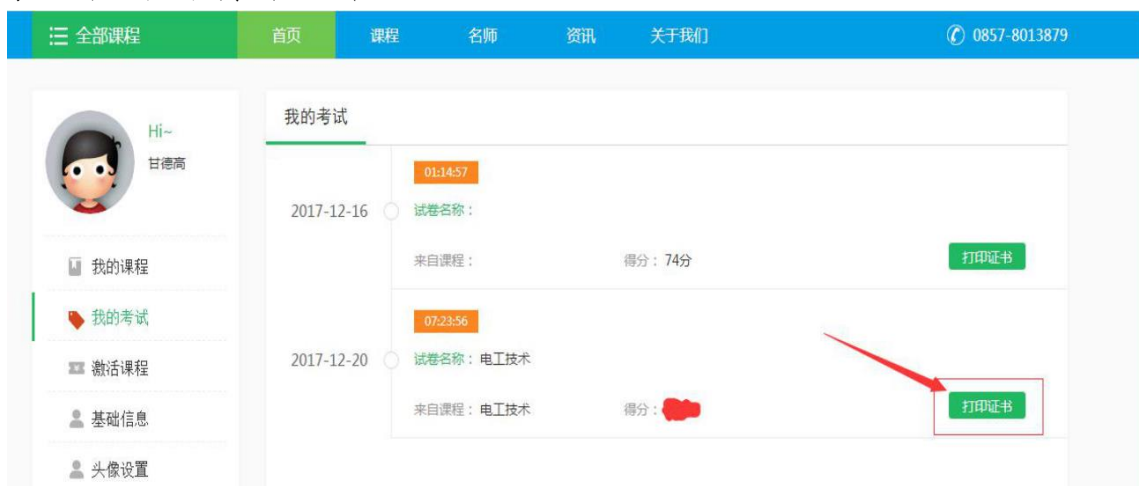 全部课程 首页 课程 名师 资讯 关于我们 0857-8013879
Hi~
甘德高
我的课程
我的考试
激活课程
基础信息
头像设置
我的考试
01:14:57
2017-12-16
试卷名称：
来自课程： 得分：74分 打印证书
07:23:56
2017-12-20
试卷名称：电工技术
来自课程：电工技术 得分： 打印证书